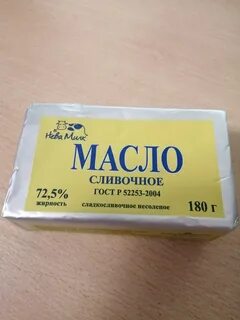 Нева Милк
МАСЛО
СЛИВОЧНОЕ
ГОСТ Р 52253-2004
72,5%
жирность
сладкосливочное несоленое
180 г